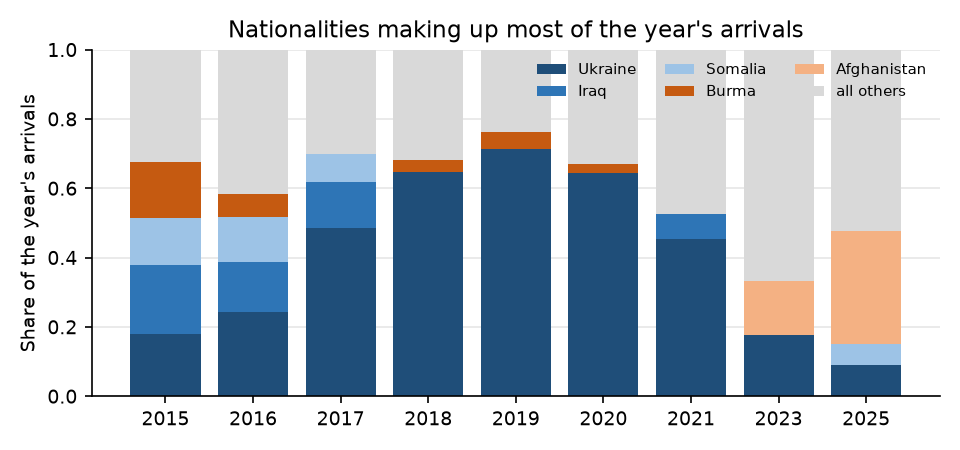 Nationalities making up most of the year's arrivals
Share of the year's arrivals
1.0
0.8
0.6
0.4
0.2
0.0
Ukraine
Iraq
Somalia
Burma
Afghanistan
all others
2015 2016 2017 2018 2019 2020 2021 2023 2025